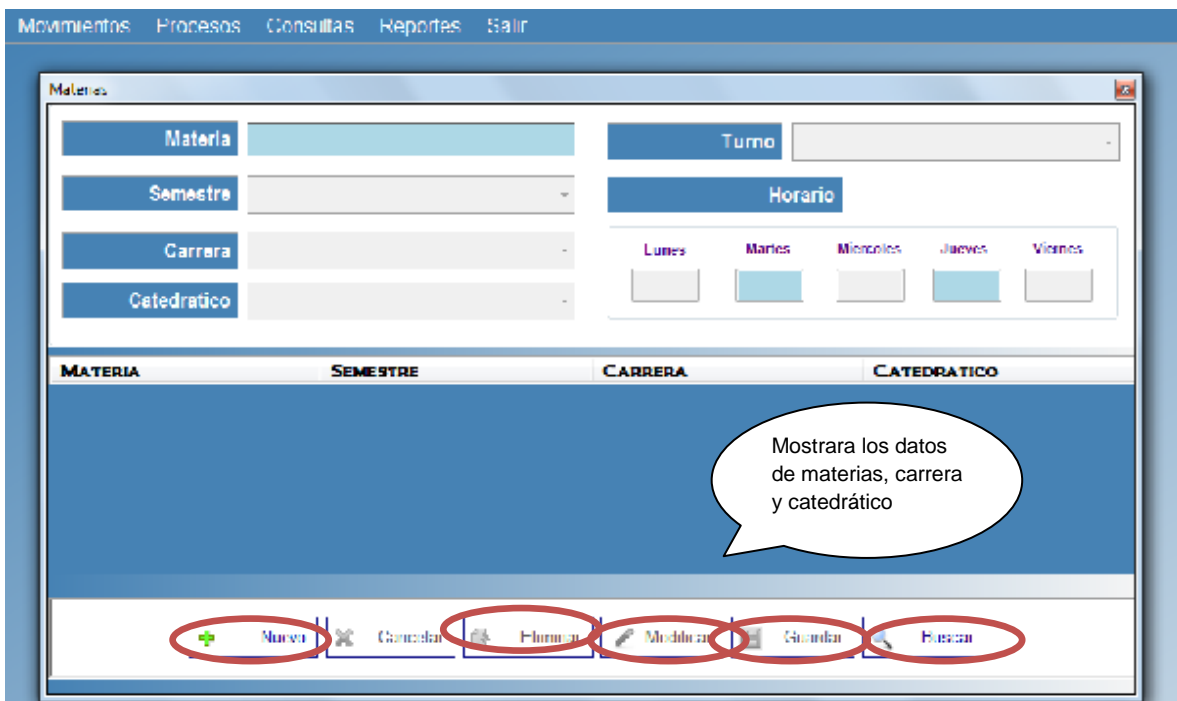 Movimientos Procesos Consultas Reportes Salir
Materias
Materia
Turno
Semestre
Horario
Carrera
Lunes Martes Miercoles Jueves Viernes
Catedratico
MATERIA SEMESTRE CARRERA CATEDRATICO
Mostrara los datos
de materias, carrera
y catedrático
Nuevo Cancelar Eliminar Modificar Guardar Buscar